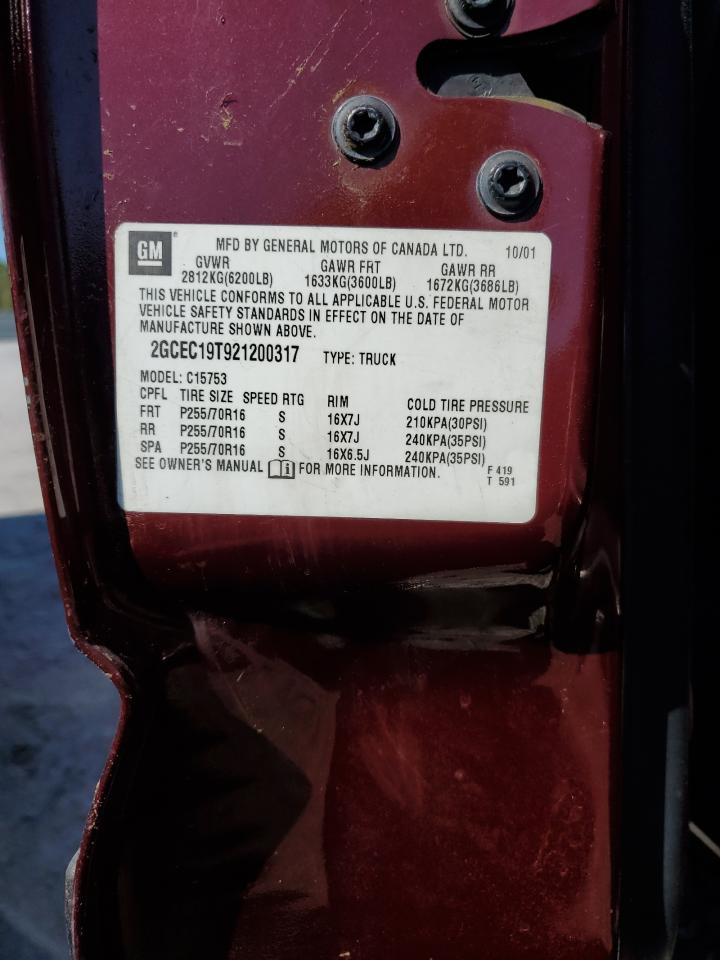 GM ® MFD BY GENERAL MOTORS OF CANADA LTD. 10/01
GVWR GAWR FRT GAWR RR
2812KG(6200LB) 1633KG(3600LB) 1672KG(3686LB)
THIS VEHICLE CONFORMS TO ALL APPLICABLE U.S. FEDERAL MOTOR
VEHICLE SAFETY STANDARDS IN EFFECT ON THE DATE OF
MANUFACTURE SHOWN ABOVE.
2GCEC19T921200317 TYPE: TRUCK
MODEL: C15753
CPFL TIRE SIZE SPEED RTG RIM COLD TIRE PRESSURE
FRT P255/70R16 S 16X7J 210KPA(30PSI)
RR P255/70R16 S 16X7J 240KPA(35PSI)
SPA P255/70R16 S 16X6.5J 240KPA(35PSI)
SEE OWNER'S MANUAL i FOR MORE INFORMATION. F 419
T 591